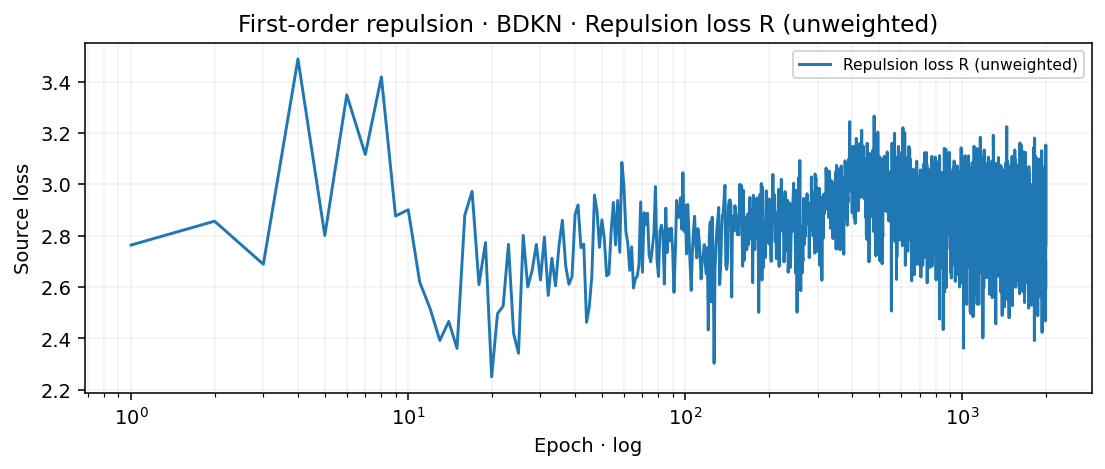 First-order repulsion · BDKN · Repulsion loss R (unweighted)
Repulsion loss R (unweighted)
3.4
3.2
3.0
2.8
2.6
2.4
2.2
Source loss
10^0 10^1 10^2 10^3
Epoch · log